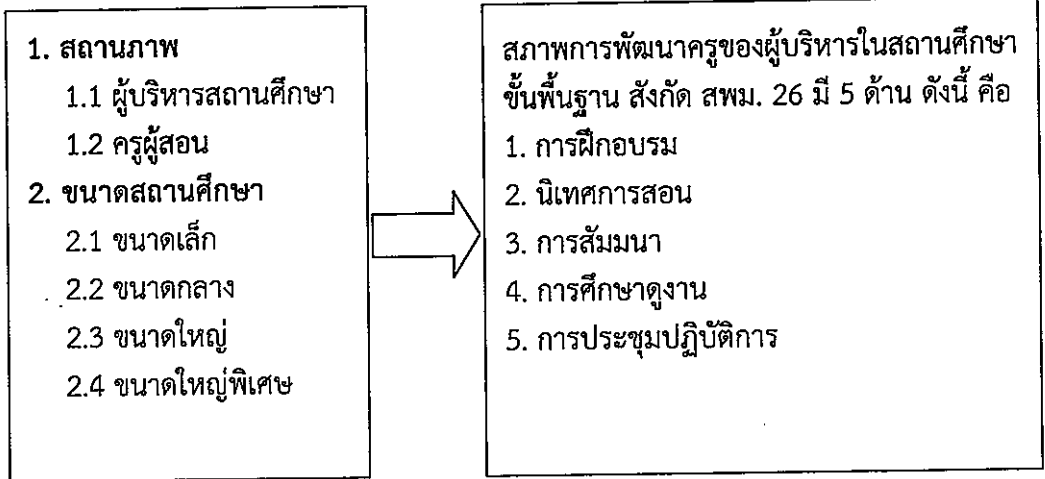 1. สถานภาพ
1.1 ผู้บริหารสถานศึกษา
1.2 ครูผู้สอน
2. ขนาดสถานศึกษา
2.1 ขนาดเล็ก
2.2 ขนาดกลาง
2.3 ขนาดใหญ่
2.4 ขนาดใหญ่พิเศษ
สภาพการพัฒนาครูของผู้บริหารในสถานศึกษา
ขั้นพื้นฐาน สังกัด สพม. 26 มี 5 ด้าน ดังนี้ คือ
1. การฝึกอบรม
2. นิเทศการสอน
3. การสัมมนา
4. การศึกษาดูงาน
5. การประชุมปฏิบัติการ